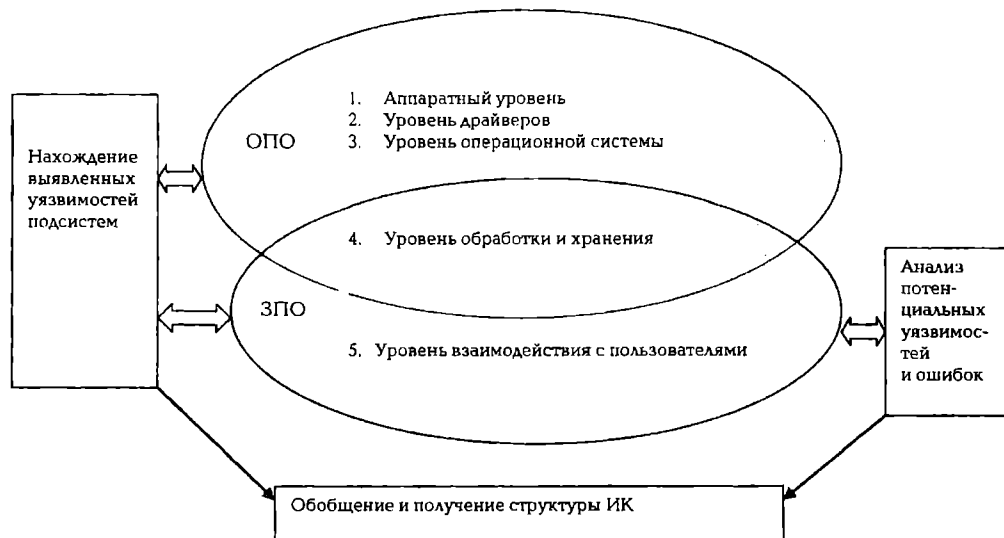 1. Аппаратный уровень
2. Уровень драйверов
3. Уровень операционной системы
ОПО
Нахождение
выявленных
уязвимостей
подсистем
4. Уровень обработки и хранения
ЗПО
5. Уровень взаимодействия с пользователями
Анализ
потен-
циальных
уязвимос-
тей
и ошибок
Обобщение и получение структуры ИК